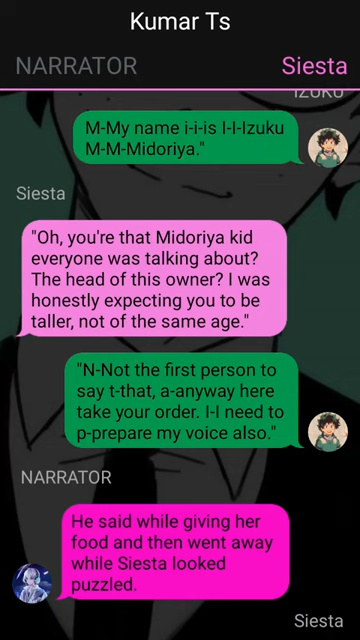 Kumar Ts
NARRATOR Siesta
IZUKU
M-My name i-i-is I-I-Izuku
M-M-Midoriya."
Siesta
"Oh, you're that Midoriya kid
everyone was talking about?
The head of this owner? I was
honestly expecting you to be
taller, not of the same age."
"N-Not the first person to
say t-that, a-anyway here
take your order. I-I need to
p-prepare my voice also."
NARRATOR
He said while giving her
food and then went away
while Siesta looked
puzzled.
Siesta